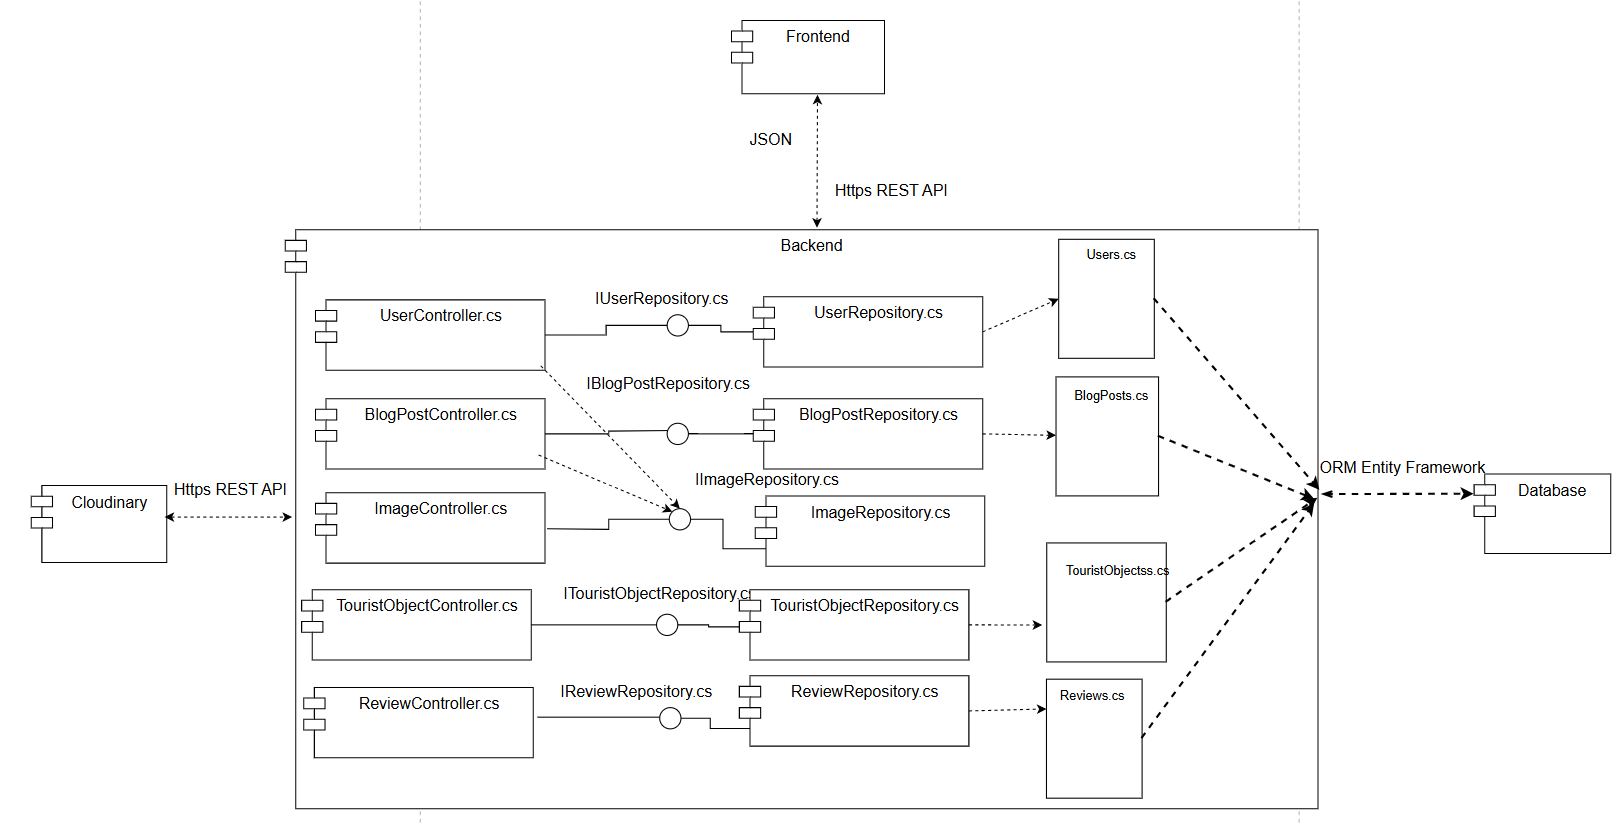 Frontend
JSON
Https REST API
Backend
Users.cs
IUserRepository.cs
UserController.cs
UserRepository.cs
IBlogPostRepository.cs
BlogPosts.cs
BlogPostController.cs
BlogPostRepository.cs
ORM Entity Framework
IImageRepository.cs
Https REST API
Cloudinary
Database
ImageController.cs
ImageRepository.cs
TouristObjectss.cs
ITouristObjectRepository.cs
TouristObjectController.cs
TouristObjectRepository.cs
IReviewRepository.cs
ReviewRepository.cs
Reviews.cs
ReviewController.cs